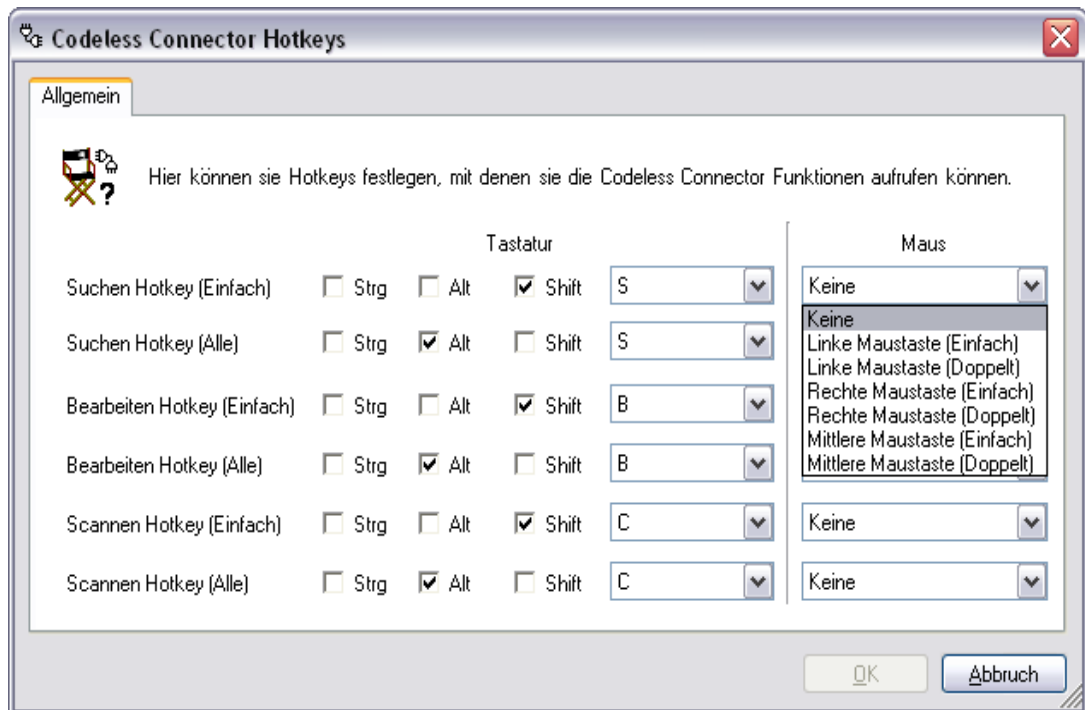 Codeless Connector Hotkeys
Allgemein
?
Hier können sie Hotkeys festlegen, mit denen sie die Codeless Connector Funktionen aufrufen können.
Tastatur Maus
Suchen Hotkey (Einfach) Strg Alt Shift S Keine
Keine
Suchen Hotkey (Alle) Strg Alt Shift S Linke Maustaste (Einfach)
Linke Maustaste (Doppelt)
Bearbeiten Hotkey (Einfach) Strg Alt Shift B Rechte Maustaste (Einfach)
Rechte Maustaste (Doppelt)
Mittlere Maustaste (Einfach)
Bearbeiten Hotkey (Alle) Strg Alt Shift B Mittlere Maustaste (Doppelt)
Scannen Hotkey (Einfach) Strg Alt Shift C Keine
Scannen Hotkey (Alle) Strg Alt Shift C Keine
OK Abbruch